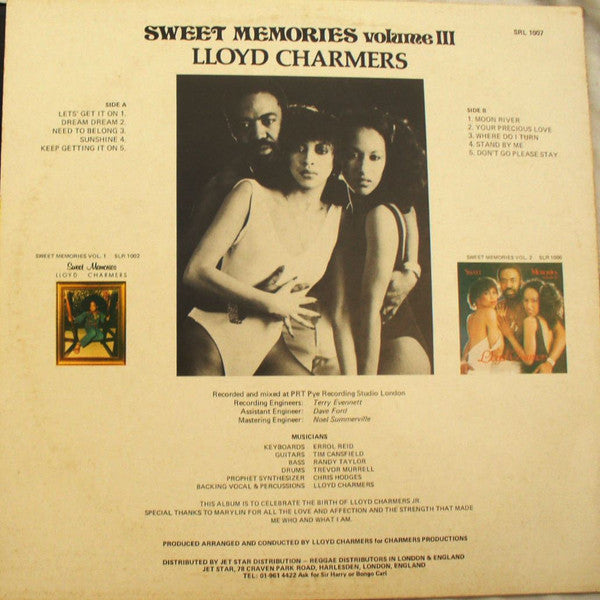 SWEET MEMORIES volume III
SRL 1007
LLOYD CHARMERS
SIDE A
LETS' GET IT ON 1.
DREAM DREAM 2.
NEED TO BELONG 3.
SUNSHINE 4.
KEEP GETTING IT ON 5.
SIDE B
1. MOON RIVER
2. YOUR PRECIOUS LOVE
3. WHERE DO I TURN
4. STAND BY ME
5. DON'T GO PLEASE STAY
SWEET MEMORIES VOL. 1 SLR 1002
Sweet Memories
LLOYD CHARMERS
SWEET MEMORIES VOL. 2 SLR 1006
Sweet Memories
Recorded and mixed at PRT Pye Recording Studio London
Recording Engineers: Terry Evennett
Assistant Engineer: Dave Ford
Mastering Engineer: Noel Summerville
MUSICIANS
KEYBOARDS ERROL REID
GUITARS TIM CANSFIELD
BASS RANDY TAYLOR
DRUMS TREVOR MURRELL
PROPHET SYNTHESIZER CHRIS HODGES
BACKING VOCAL & PERCUSSIONS LLOYD CHARMERS
THIS ALBUM IS TO CELEBRATE THE BIRTH OF LLOYD CHARMERS JR.
SPECIAL THANKS TO MARYLIN FOR ALL THE LOVE AND AFFECTION AND THE STRENGTH THAT MADE
ME WHO AND WHAT I AM.
PRODUCED ARRANGED AND CONDUCTED BY LLOYD CHARMERS for CHARMERS PRODUCTIONS
DISTRIBUTED BY JET STAR DISTRIBUTION – REGGAE DISTRIBUTORS IN LONDON & ENGLAND
JET STAR, 78 CRAVEN PARK ROAD, HARLESDEN, LONDON, ENGLAND
TEL: 01-961 4422 Ask for Sir Harry or Bongo Carl